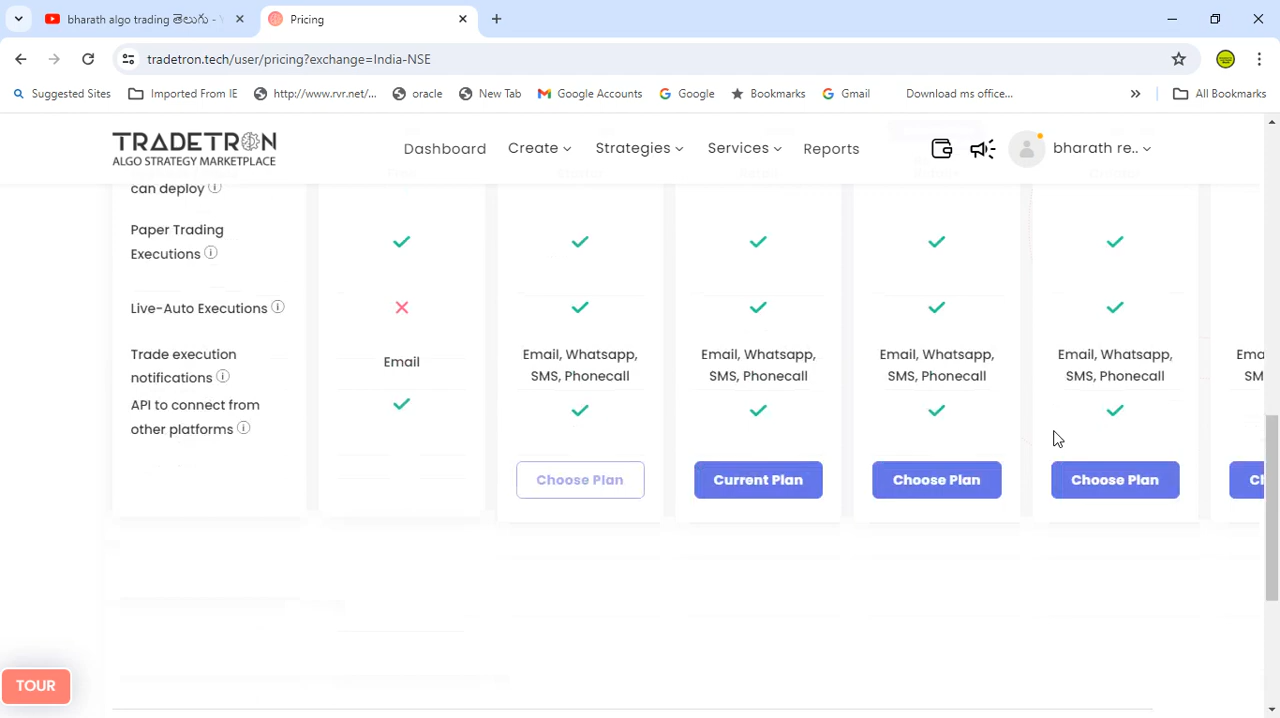 bharath algo trading తెలుగు -
Pricing
tradetron.tech/user/pricing?exchange=India-NSE
Suggested Sites
Imported From IE
http://www.rvr.net/...
oracle
New Tab
Google Accounts
Google
Bookmarks
Gmail
Download ms office...
»
All Bookmarks
TRADETRON
ALGO STRATEGY MARKETPLACE
Dashboard
Create
Strategies
Services
Reports
bharath re..
can deploy
Paper Trading
Executions
Live-Auto Executions
Trade execution
notifications
Email
Email, Whatsapp,
SMS, Phonecall
Email, Whatsapp,
SMS, Phonecall
Email, Whatsapp,
SMS, Phonecall
Email, Whatsapp,
SMS, Phonecall
Ema
SM
API to connect from
other platforms
Choose Plan
Current Plan
Choose Plan
Choose Plan
Ch
TOUR